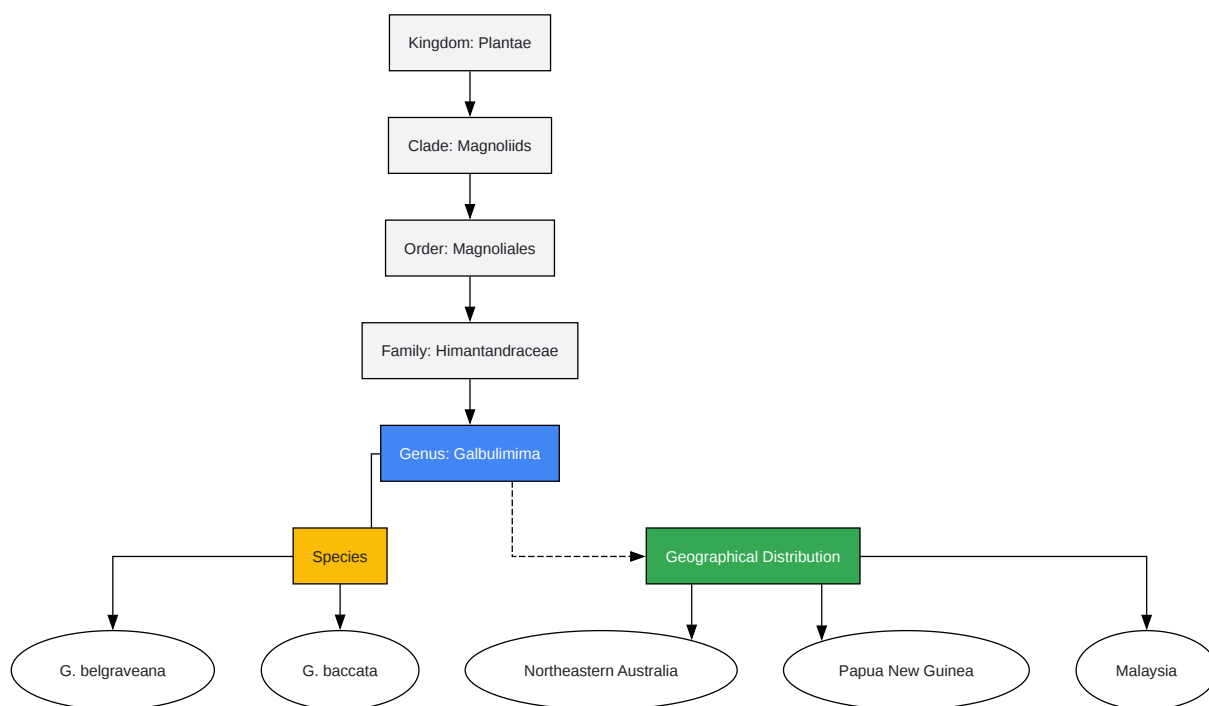 Kingdom: Plantae
Clade: Magnoliids
Order: Magnoliales
Family: Himantandraceae
Genus: Galbulimima
Species
Geographical Distribution
G. belgraveana
G. baccata
Northeastern Australia
Papua New Guinea
Malaysia